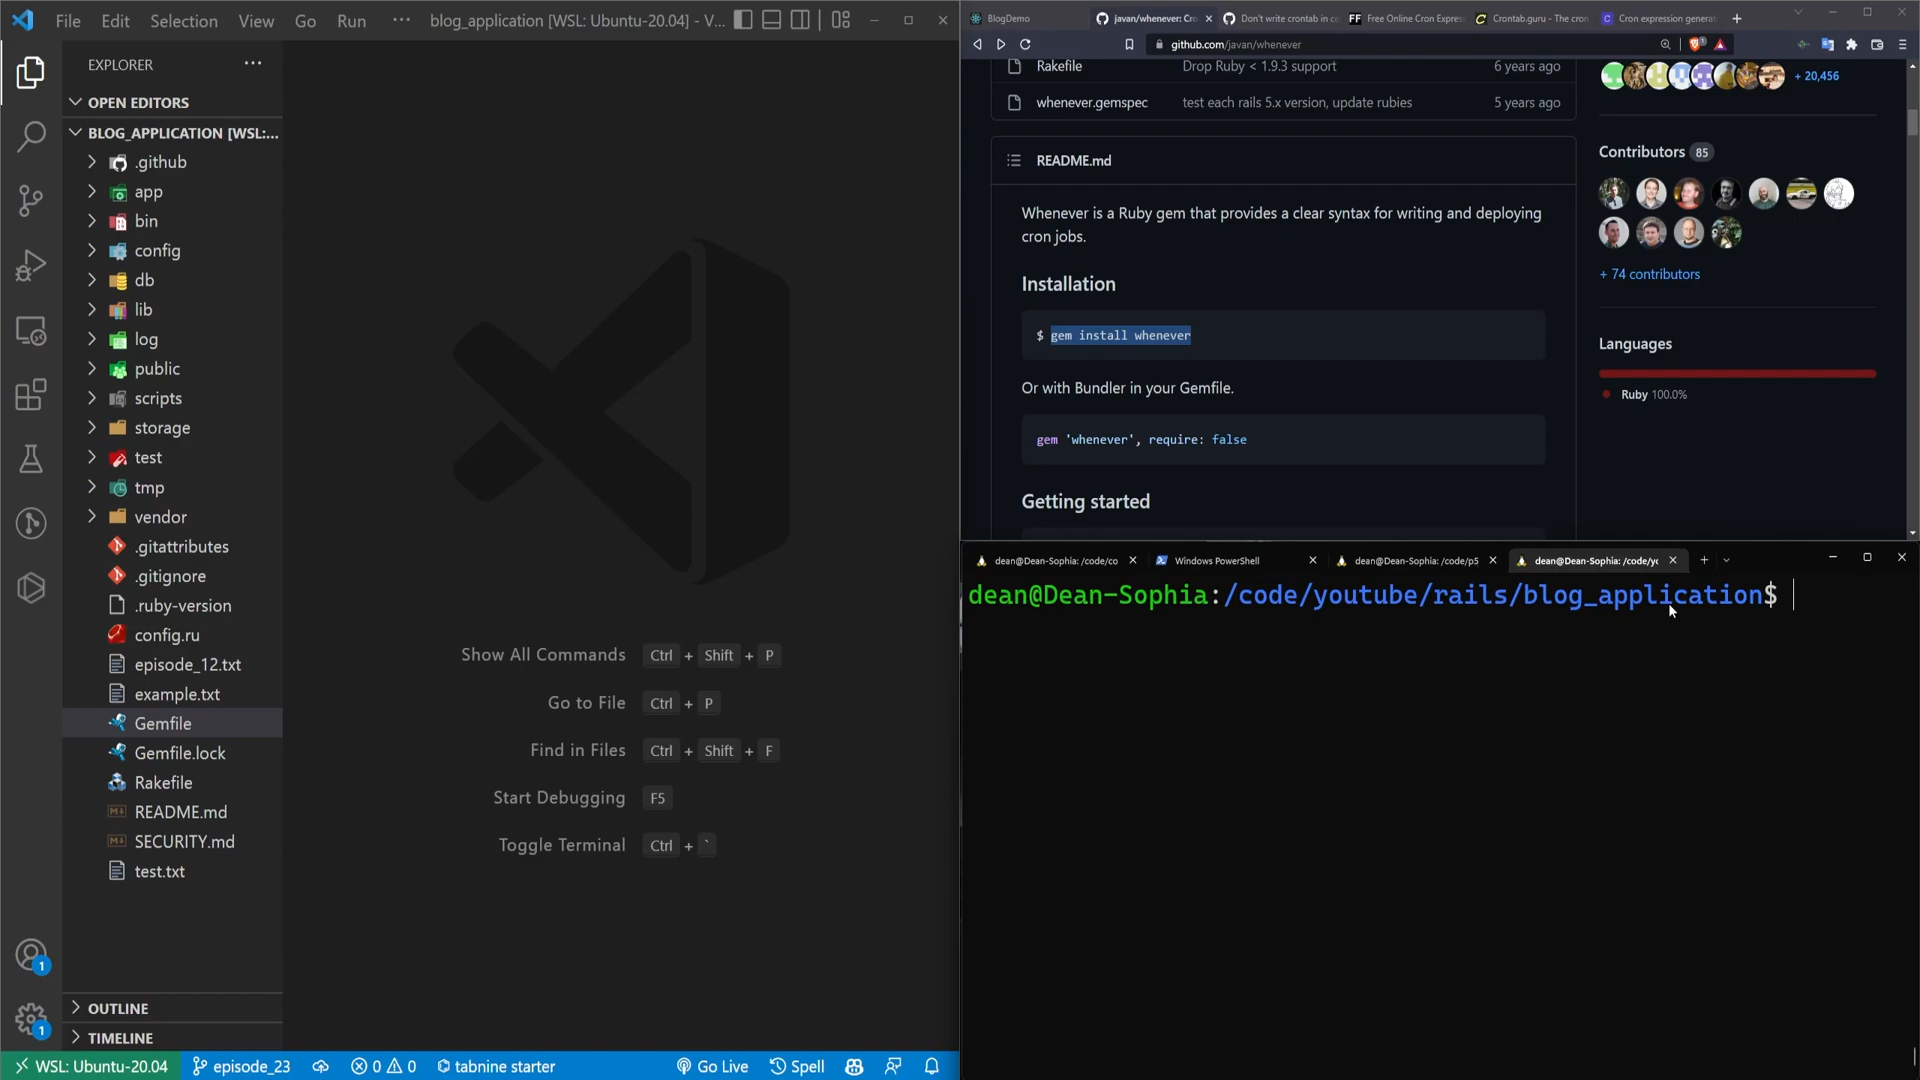 File Edit Selection View Go Run ··· blog_application [WSL: Ubuntu-20.04] - V...
EXPLORER ···
OPEN EDITORS
BLOG_APPLICATION [WSL:...
.github
app
bin
config
db
lib
log
public
scripts
storage
test
tmp
vendor
.gitattributes
.gitignore
.ruby-version
config.ru
episode_12.txt
example.txt
Gemfile
Gemfile.lock
Rakefile
README.md
SECURITY.md
test.txt
OUTLINE
TIMELINE
1
1
Show All Commands Ctrl + Shift + P
Go to File Ctrl + P
Find in Files Ctrl + Shift + F
Start Debugging F5
Toggle Terminal Ctrl + `
WSL: Ubuntu-20.04 episode_23 0 0 tabnine starter Go Live Spell
BlogDemo javan/whenever: Cro Don't write crontab in ce FF Free Online Cron Express Crontab.guru - The cron Cron expression generat
github.com/javan/whenever
Rakefile Drop Ruby < 1.9.3 support 6 years ago
whenever.gemspec test each rails 5.x version, update rubies 5 years ago
README.md
Whenever is a Ruby gem that provides a clear syntax for writing and deploying
cron jobs.
Installation
$ gem install whenever
Or with Bundler in your Gemfile.
gem 'whenever', require: false
Getting started
+ 20,456
Contributors 85
+ 74 contributors
Languages
Ruby 100.0%
dean@Dean-Sophia: /code/co Windows PowerShell dean@Dean-Sophia: /code/p5 dean@Dean-Sophia: /code/yc
dean@Dean-Sophia:/code/youtube/rails/blog_application$